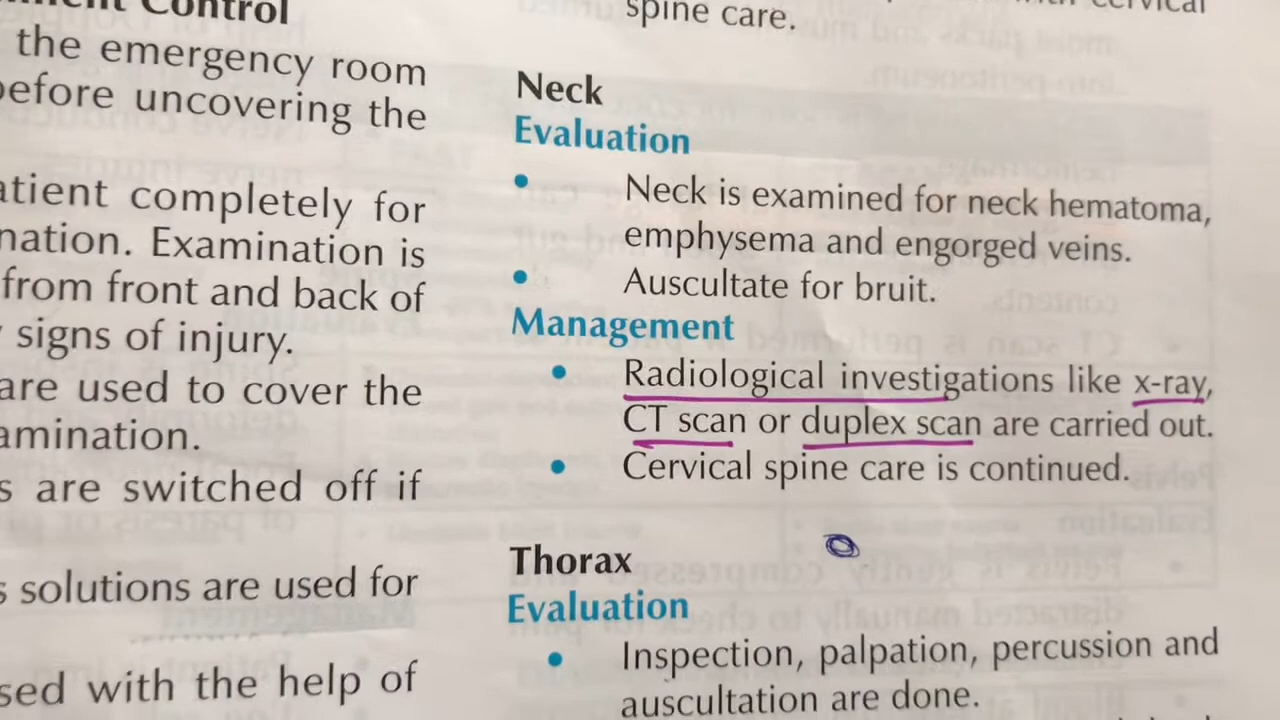 Control
the emergency room
before uncovering the
patient completely for
nation. Examination is
from front and back of
signs of injury.
are used to cover the
amination.
s are switched off if
s solutions are used for
sed with the help of
spine care.
Neck
Evaluation
• Neck is examined for neck hematoma,
emphysema and engorged veins.
• Auscultate for bruit.
Management
• Radiological investigations like x-ray,
CT scan or duplex scan are carried out.
• Cervical spine care is continued.
Thorax
Evaluation
• Inspection, palpation, percussion and
auscultation are done.